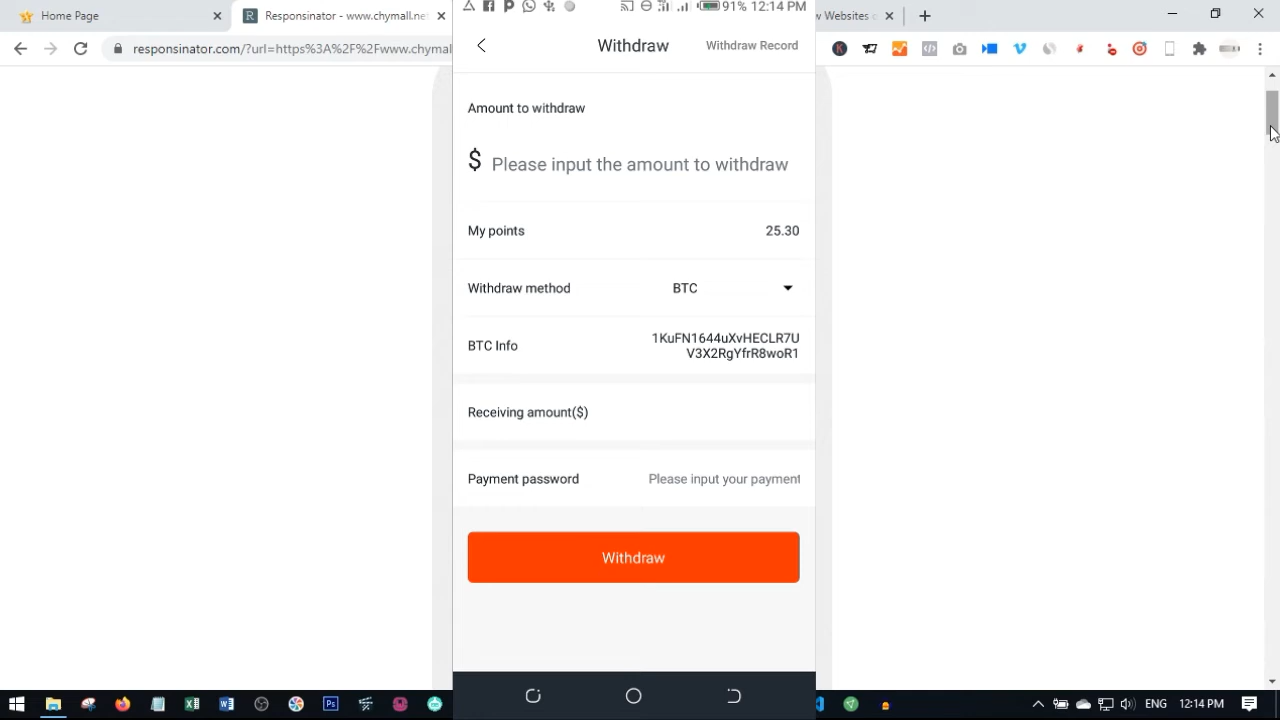 Home Page
Responsinator - www.chymall.net
w Websites
12:14 PM
91%
responsinator.com/?url=https%3A%2F%2Fwww.chymal
Withdraw
Withdraw Record
Amount to withdraw
$ Please input the amount to withdraw
My points 25.30
Withdraw method BTC
BTC Info 1KuFN1644uXvHECLR7U
V3X2RgYfrR8woR1
Receiving amount($)
Payment password Please input your payment
Withdraw
12:14 PM